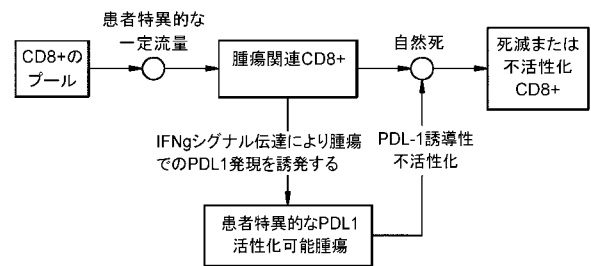 患者特異的な
一定流量
CD8+の
プール
腫瘍関連CD8+
自然死
死滅または
不活性化
CD8+
IFNgシグナル伝達により腫瘍
でのPDL1発現を誘発する
PDL-1誘導性
不活性化
患者特異的なPDL1
活性化可能腫瘍